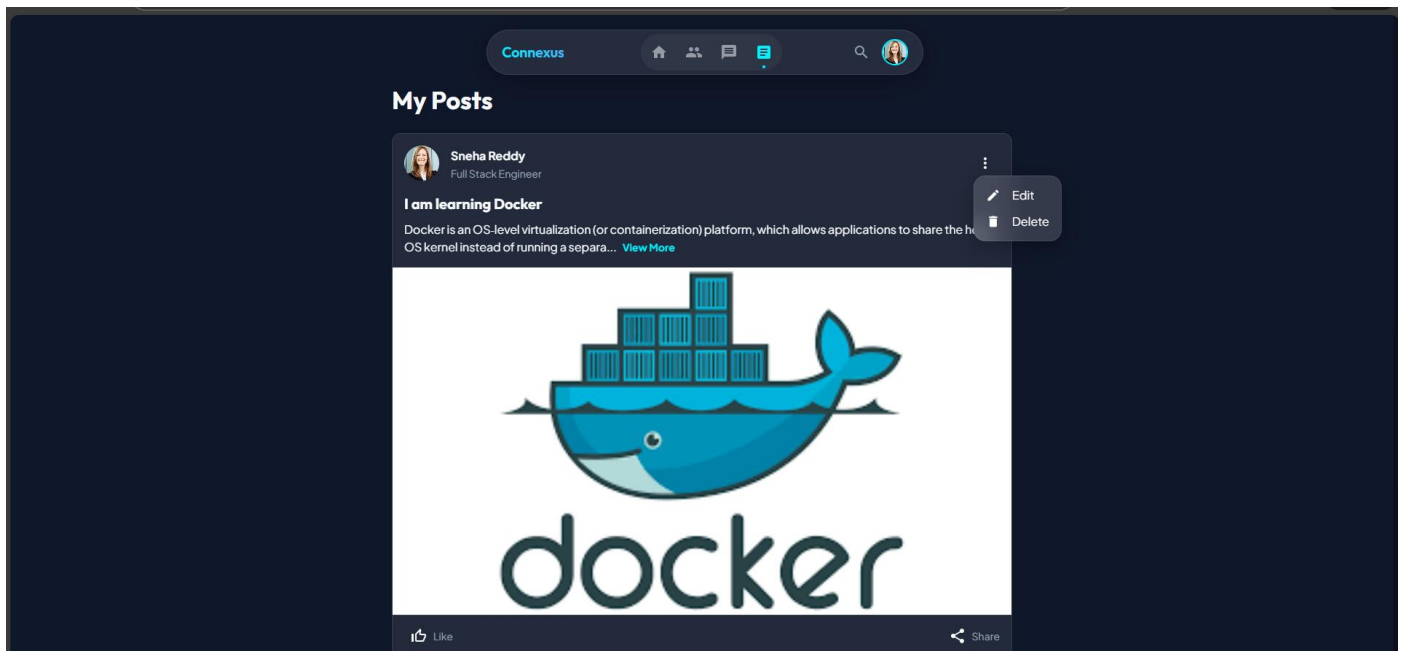 Connexus
My Posts
Sneha Reddy
Full Stack Engineer
I am learning Docker
Docker is an OS-level virtualization (or containerization) platform, which allows applications to share the
OS kernel instead of running a separa... View More
Edit
Delete
docker
Like
Share